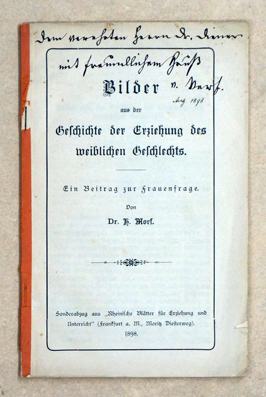 Dem verehrten Herrn Dr. Diener
mit freundlichem Gruß
v. Verf.
Aug 1898
Bilder
aus der
Geschichte der Erziehung des
weiblichen Geschlechts.
Ein Beitrag zur Frauenfrage.
Von
Dr. H. Morf.
Sonderabzug aus „Rheinische Blätter für Erziehung und
Unterricht" (Frankfurt a. M., Moritz Diesterweg).
1898.